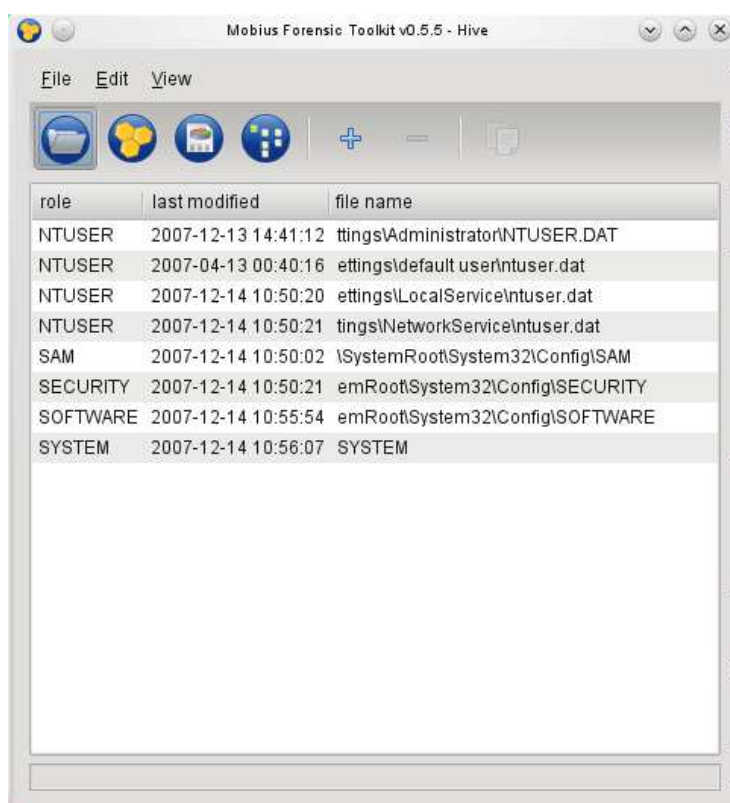 Mobius Forensic Toolkit v0.5.5 - Hive
File Edit View
role last modified file name
NTUSER 2007-12-13 14:41:12 ttings\Administrator\NTUSER.DAT
NTUSER 2007-04-13 00:40:16 ettings\default user\ntuser.dat
NTUSER 2007-12-14 10:50:20 ettings\LocalService\ntuser.dat
NTUSER 2007-12-14 10:50:21 tings\NetworkService\ntuser.dat
SAM 2007-12-14 10:50:02 \SystemRoot\System32\Config\SAM
SECURITY 2007-12-14 10:50:21 emRoot\System32\Config\SECURITY
SOFTWARE 2007-12-14 10:55:54 emRoot\System32\Config\SOFTWARE
SYSTEM 2007-12-14 10:56:07 SYSTEM